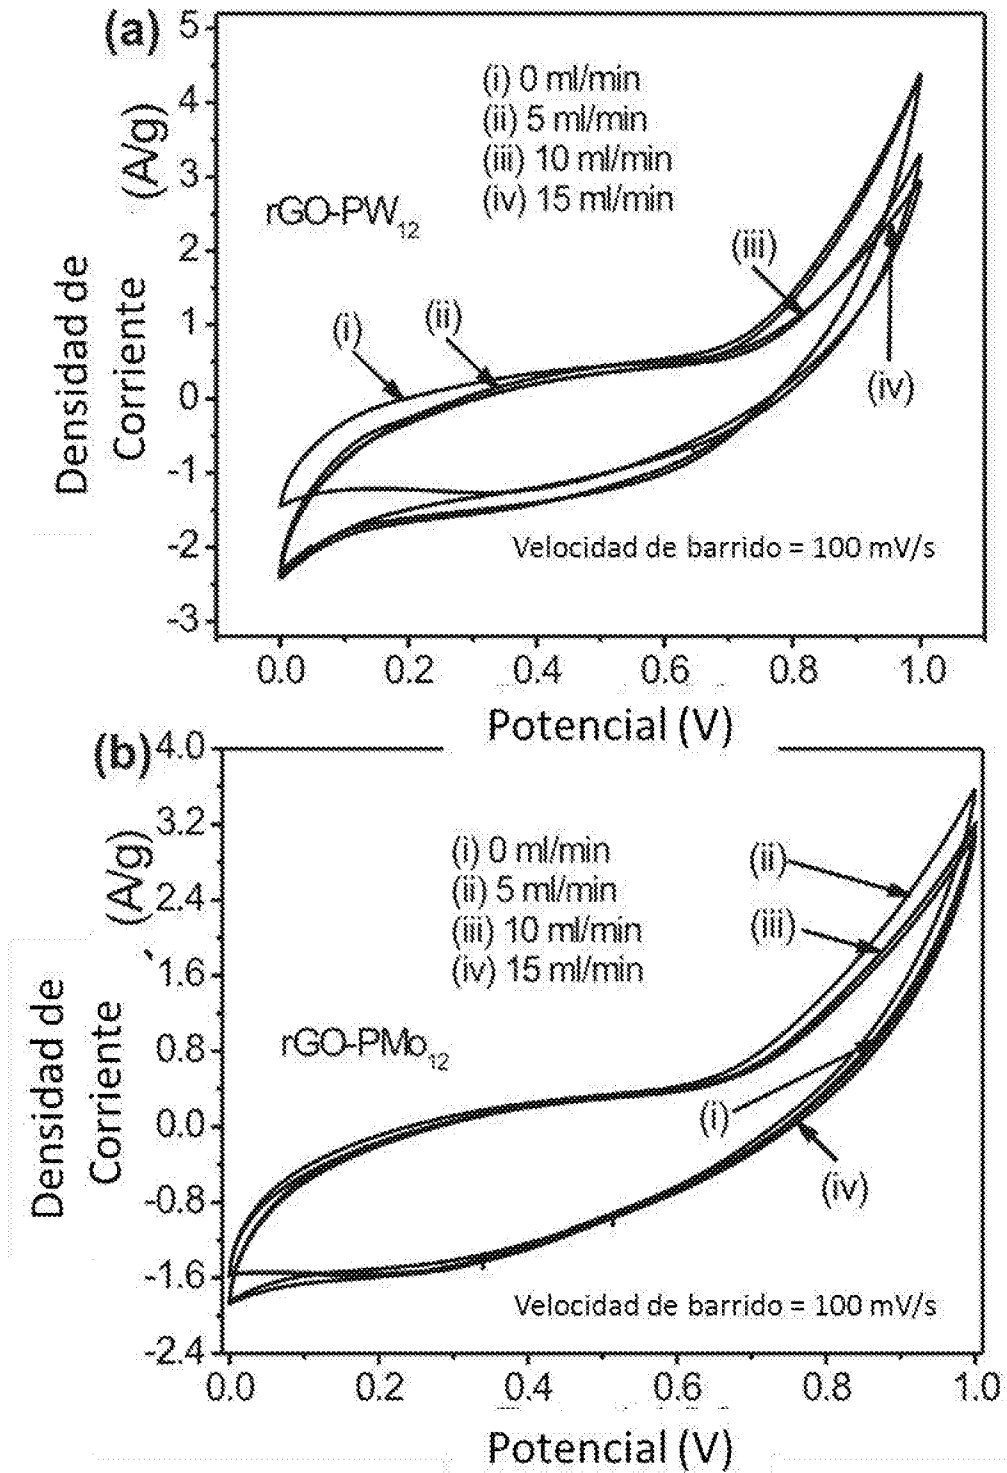 (a)
5
4
3
2
1
0
-1
-2
-3
(A/g)
Densidad de
Corriente
(i) 0 ml/min
(ii) 5 ml/min
(iii) 10 ml/min
(iv) 15 ml/min
rGO-PW12
(i)
(ii)
(iii)
(iv)
Velocidad de barrido = 100 mV/s
0.0 0.2 0.4 0.6 0.8 1.0
Potencial (V)
(b)
4.0
3.2
2.4
1.6
0.8
0.0
-0.8
-1.6
-2.4
(A/g)
Densidad de
Corriente
(i) 0 ml/min
(ii) 5 ml/min
(iii) 10 ml/min
(iv) 15 ml/min
rGO-PMo12
(ii)
(iii)
(i)
(iv)
Velocidad de barrido = 100 mV/s
0.0 0.2 0.4 0.6 0.8 1.0
Potencial (V)